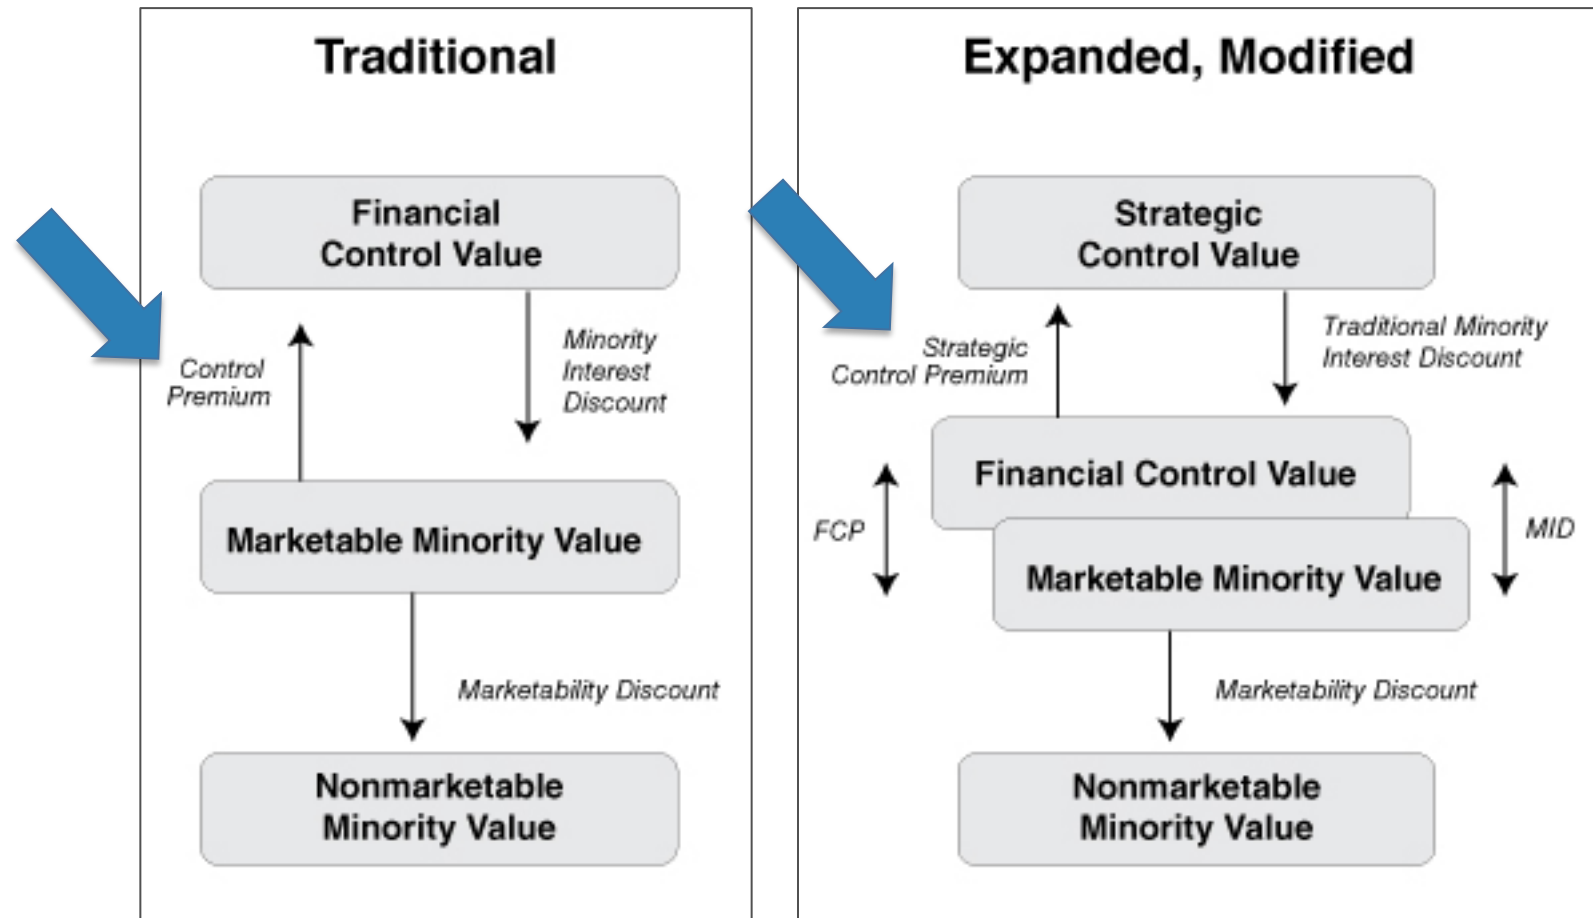 Traditional
Financial
Control Value
Control
Premium
Minority
Interest
Discount
Marketable Minority Value
Marketability Discount
Nonmarketable
Minority Value
Expanded, Modified
Strategic
Control Value
Strategic
Control Premium
Traditional Minority
Interest Discount
Financial Control Value
FCP
MID
Marketable Minority Value
Marketability Discount
Nonmarketable
Minority Value